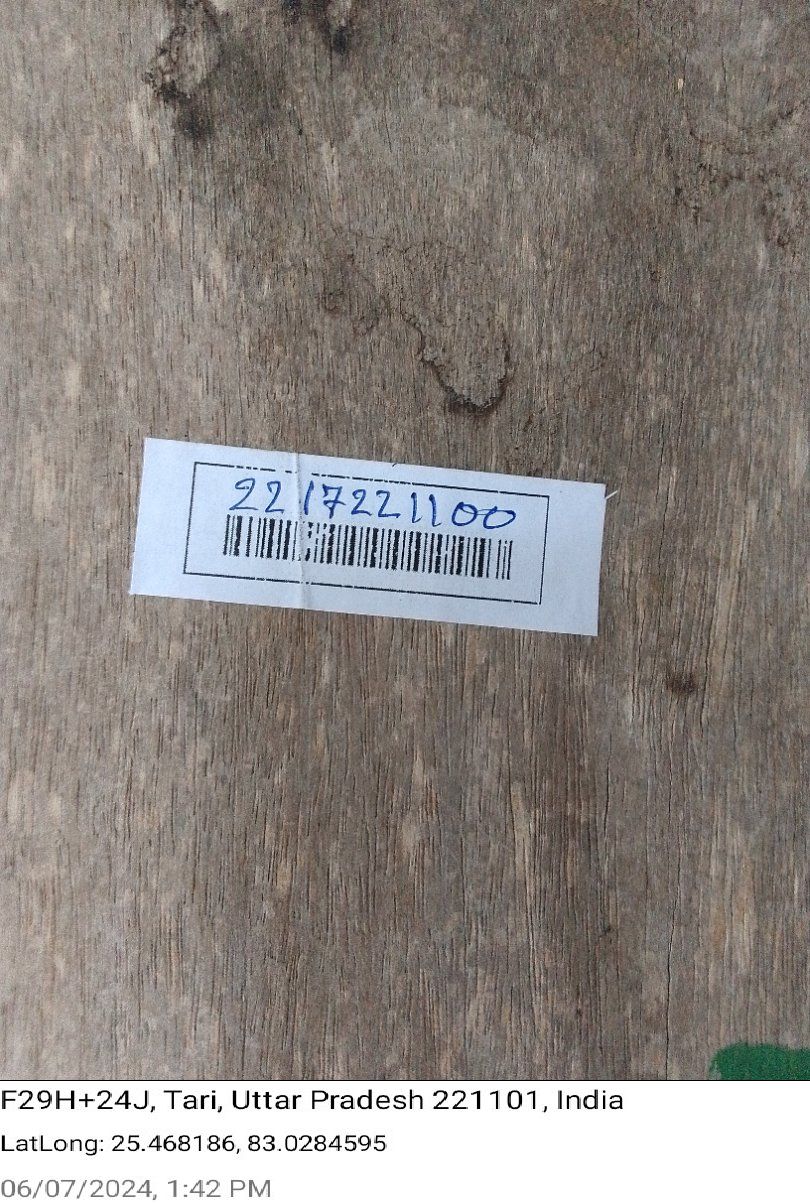 2217221100
F29H+24J, Tari, Uttar Pradesh 221101, India
LatLong: 25.468186, 83.0284595
06/07/2024, 1:42 PM